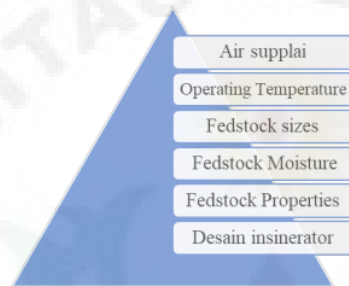 Air supplai
Operating Temperature
Fedstock sizes
Fedstock Moisture
Fedstock Properties
Desain insinerator